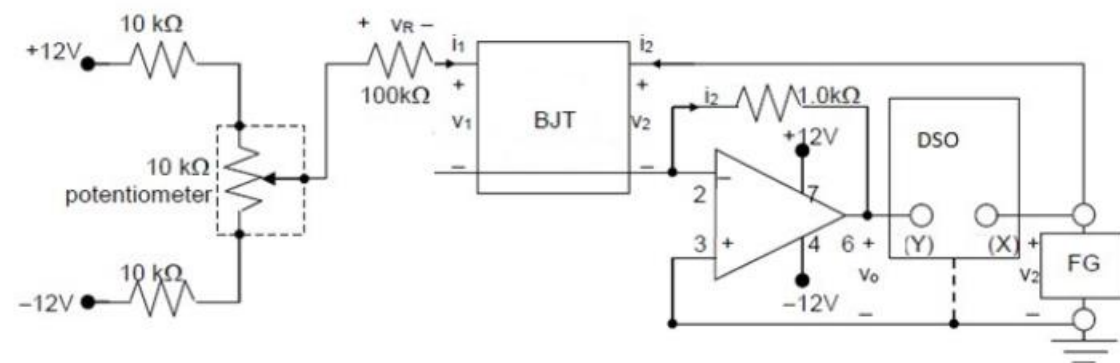 10 kΩ
+ vR −
i1
i2
+12V
100kΩ
+
+
i2
1.0kΩ
v1
BJT
v2
+12V
DSO
10 kΩ
potentiometer
−
−
−
2
7
3
+
4
6
+
(Y)
(X)
+
FG
10 kΩ
vo
v2
−12V
−12V
−
−